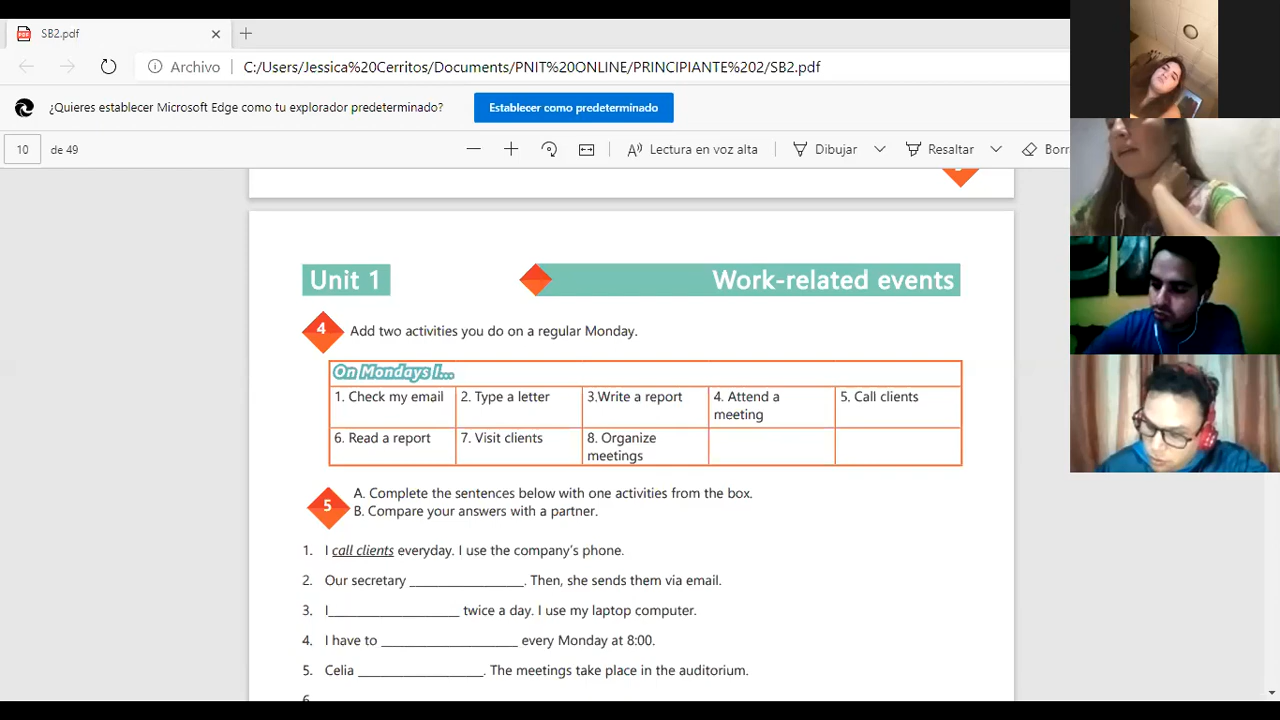 SB2.pdf
Archivo C:/Users/Jessica%20Cerritos/Documents/PNIT%20ONLINE/PRINCIPIANTE%202/SB2.pdf
¿Quieres establecer Microsoft Edge como tu explorador predeterminado? Establecer como predeterminado
10 de 49 Lectura en voz alta Dibujar Resaltar Borr
Unit 1 Work-related events
4 Add two activities you do on a regular Monday.
On Mondays I...
1. Check my email 2. Type a letter 3.Write a report 4. Attend a meeting 5. Call clients
6. Read a report 7. Visit clients 8. Organize meetings
5 A. Complete the sentences below with one activities from the box.
B. Compare your answers with a partner.
1. I call clients everyday. I use the company's phone.
2. Our secretary __________________. Then, she sends them via email.
3. I_____________________ twice a day. I use my laptop computer.
4. I have to ______________________ every Monday at 8:00.
5. Celia ____________________. The meetings take place in the auditorium.